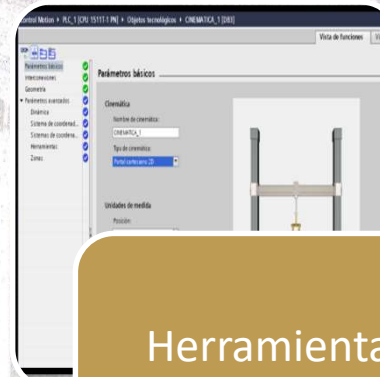 Control Motion ▸ PLC_1 [CPU 1511T-1 PN] ▸ Objetos tecnológicos ▸ CINEMATICA_1 [DB3]
Vista de funciones
Parámetros básicos
Interconexiones
Geometría
Parámetros avanzados
Dinámica
Sistema de coordenad...
Sistemas de coordena...
Herramientas
Zonas
Parámetros básicos
Cinemática
Nombre de cinemática:
CINEMATICA_1
Tipo de cinemática:
Portal cartesiano 2D
Unidades de medida
Posición:
Herramienta